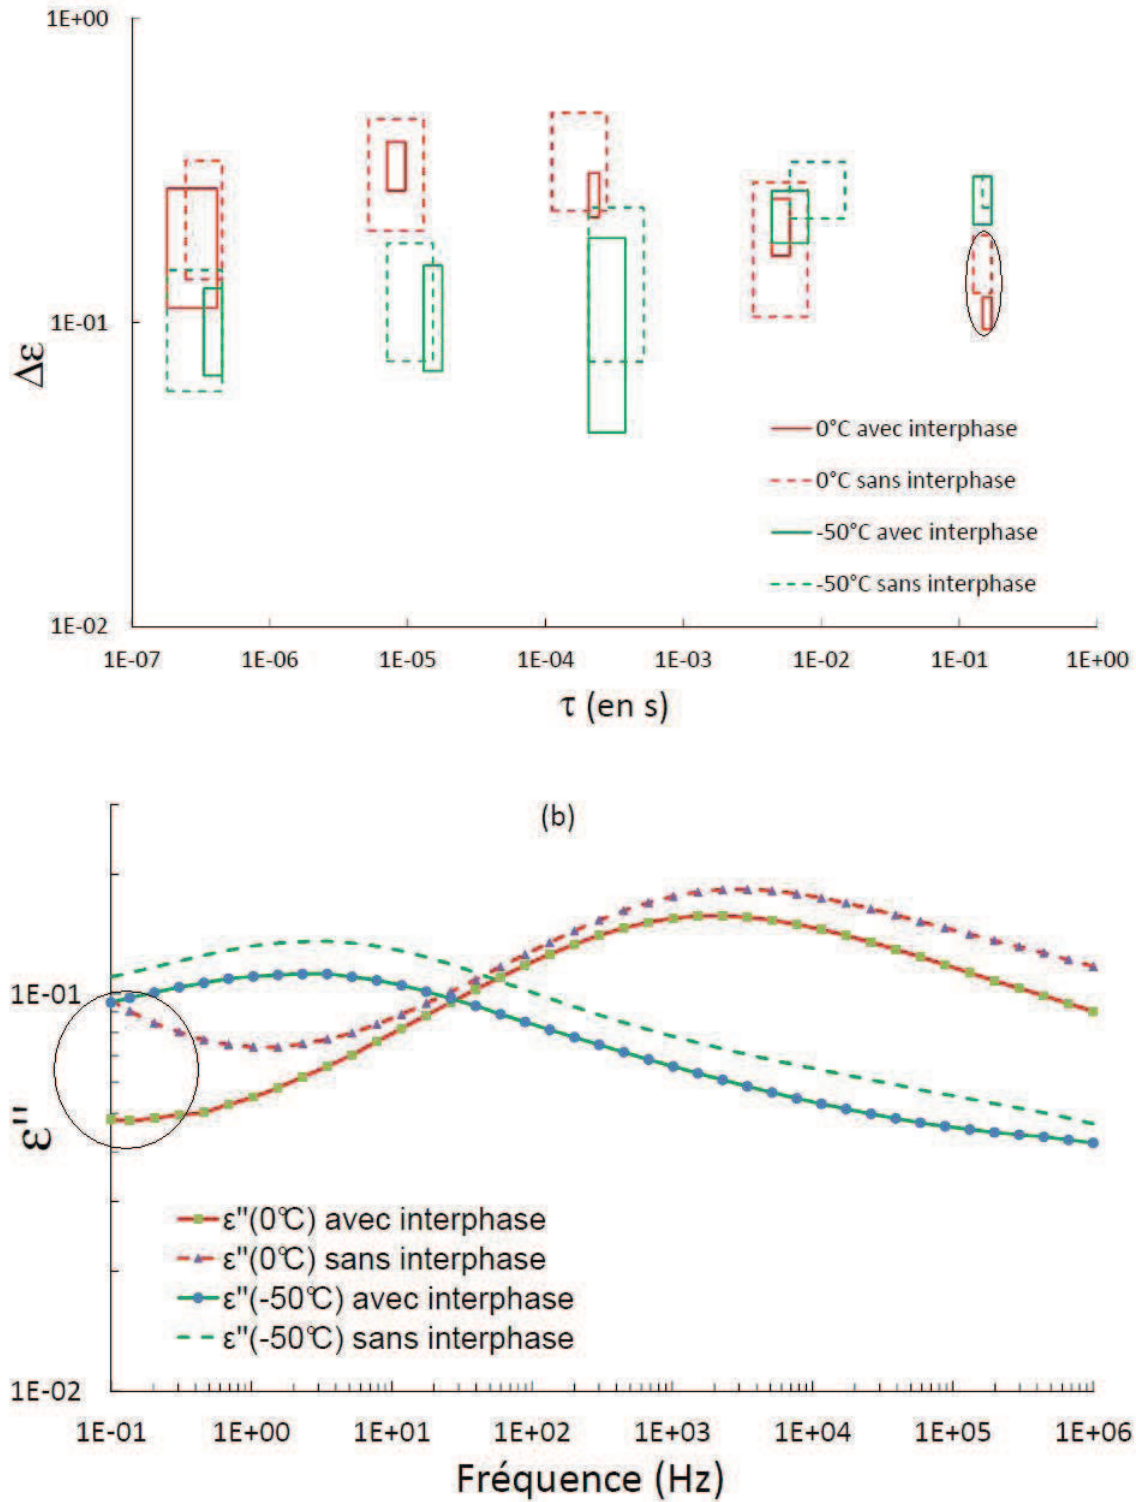 1E+00
1E-01
1E-02
Δε
0°C avec interphase
0°C sans interphase
-50°C avec interphase
-50°C sans interphase
1E-07 1E-06 1E-05 1E-04 1E-03 1E-02 1E-01 1E+00
τ (en s)
(b)
1E-01
ε''
ε"(0°C) avec interphase
ε"(0°C) sans interphase
ε"(-50°C) avec interphase
ε"(-50°C) sans interphase
1E-02
1E-01 1E+00 1E+01 1E+02 1E+03 1E+04 1E+05 1E+06
Fréquence (Hz)